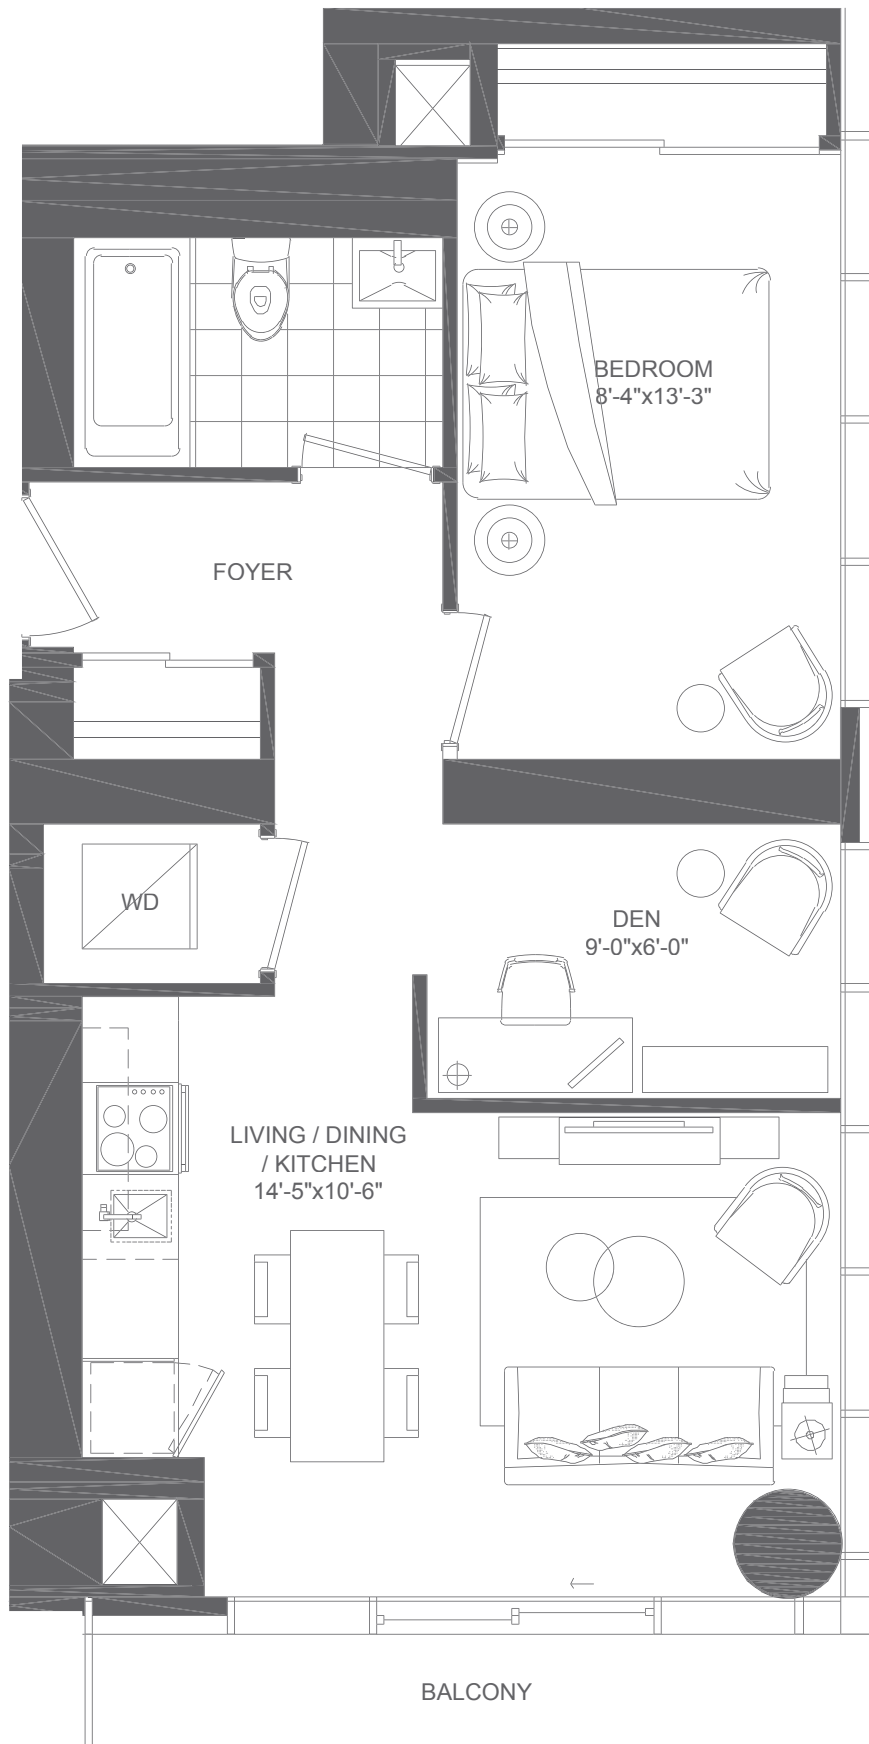 BEDROOM
8'-4"x13'-3"
FOYER
WD
DEN
9'-0"x6'-0"
LIVING / DINING
/ KITCHEN
14'-5"x10'-6"
BALCONY